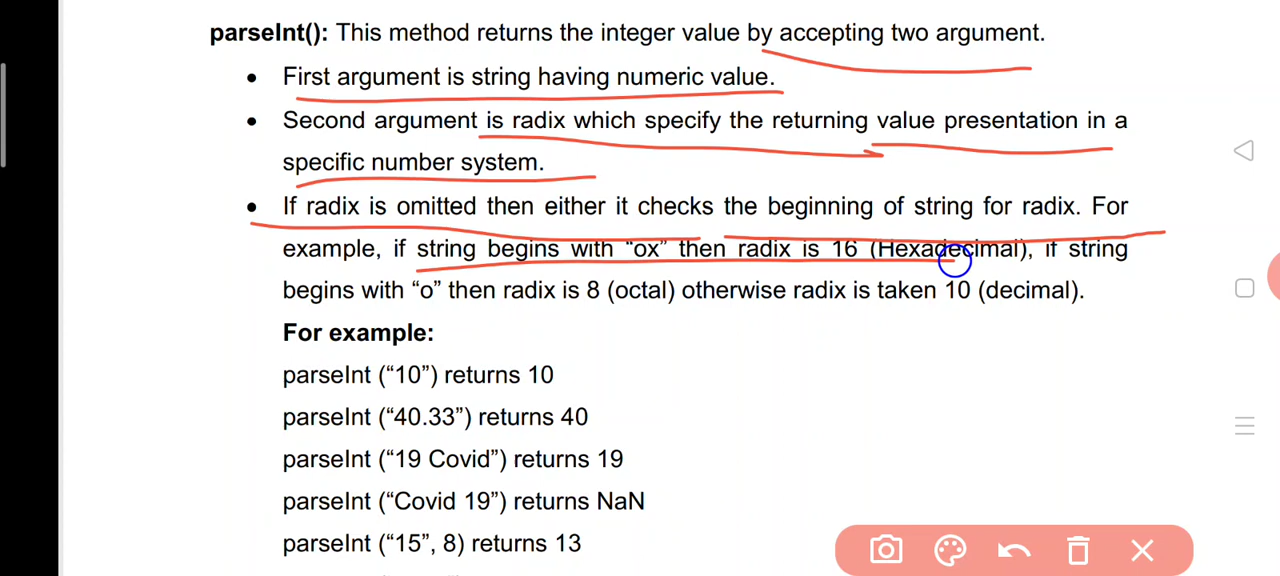 parseInt(): This method returns the integer value by accepting two argument.
• First argument is string having numeric value.
• Second argument is radix which specify the returning value presentation in a
specific number system.
• If radix is omitted then either it checks the beginning of string for radix. For
example, if string begins with “ox” then radix is 16 (Hexadecimal), if string
begins with “o” then radix is 8 (octal) otherwise radix is taken 10 (decimal).
For example:
parseInt (“10”) returns 10
parseInt (“40.33”) returns 40
parseInt (“19 Covid”) returns 19
parseInt (“Covid 19”) returns NaN
parseInt (“15”, 8) returns 13